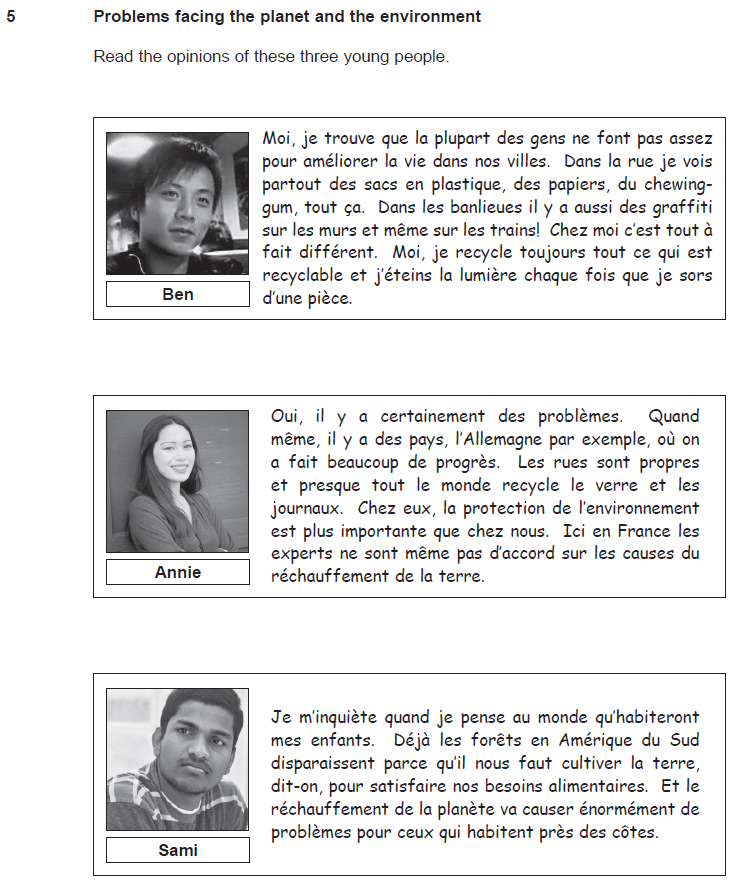 5 Problems facing the planet and the environment
Read the opinions of these three young people.
Moi, je trouve que la plupart des gens ne font pas assez
pour améliorer la vie dans nos villes. Dans la rue je vois
partout des sacs en plastique, des papiers, du chewing-
gum, tout ça. Dans les banlieues il y a aussi des graffiti
sur les murs et même sur les trains! Chez moi c'est tout à
fait différent. Moi, je recycle toujours tout ce qui est
recyclable et j'éteins la lumière chaque fois que je sors
d'une pièce.
Ben
Oui, il y a certainement des problèmes. Quand
même, il y a des pays, l'Allemagne par exemple, où on
a fait beaucoup de progrès. Les rues sont propres
et presque tout le monde recycle le verre et les
journaux. Chez eux, la protection de l'environnement
est plus importante que chez nous. Ici en France les
experts ne sont même pas d'accord sur les causes du
réchauffement de la terre.
Annie
Je m'inquiète quand je pense au monde qu'habiteront
mes enfants. Déjà les forêts en Amérique du Sud
disparaissent parce qu'il nous faut cultiver la terre,
dit-on, pour satisfaire nos besoins alimentaires. Et le
réchauffement de la planète va causer énormément de
problèmes pour ceux qui habitent près des côtes.
Sami